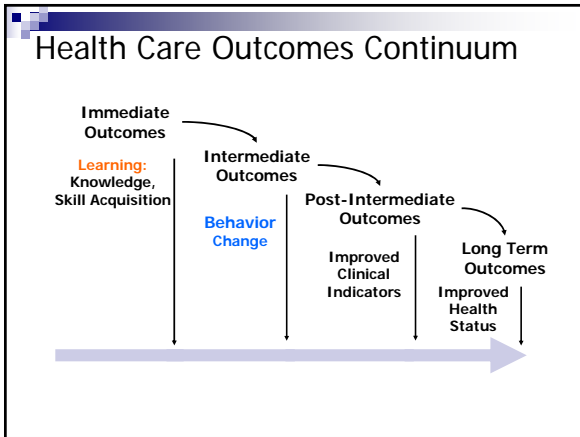 Health Care Outcomes Continuum
Immediate
Outcomes
Learning:
Knowledge,
Skill Acquisition
Intermediate
Outcomes
Behavior
Change
Post-Intermediate
Outcomes
Improved
Clinical
Indicators
Long Term
Outcomes
Improved
Health
Status